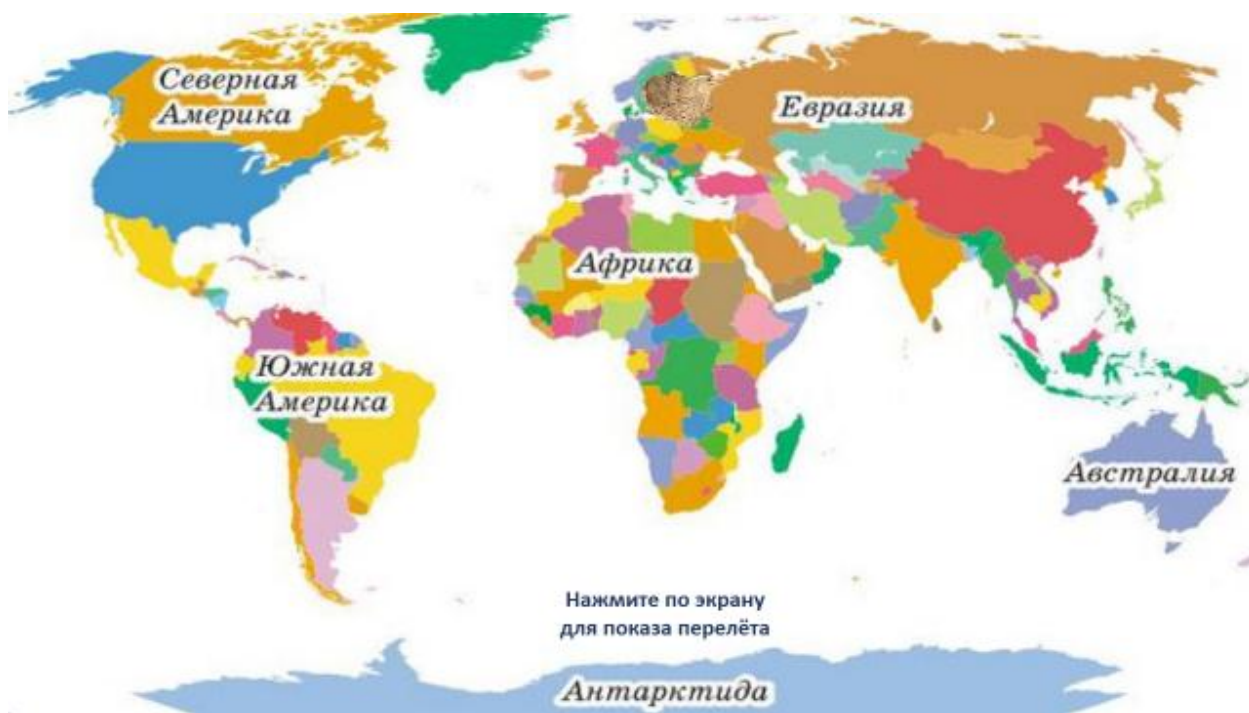 Северная
Америка
Евразия
Африка
Южная
Америка
Австралия
Нажмите по экрану
для показа перелёта
Антарктида